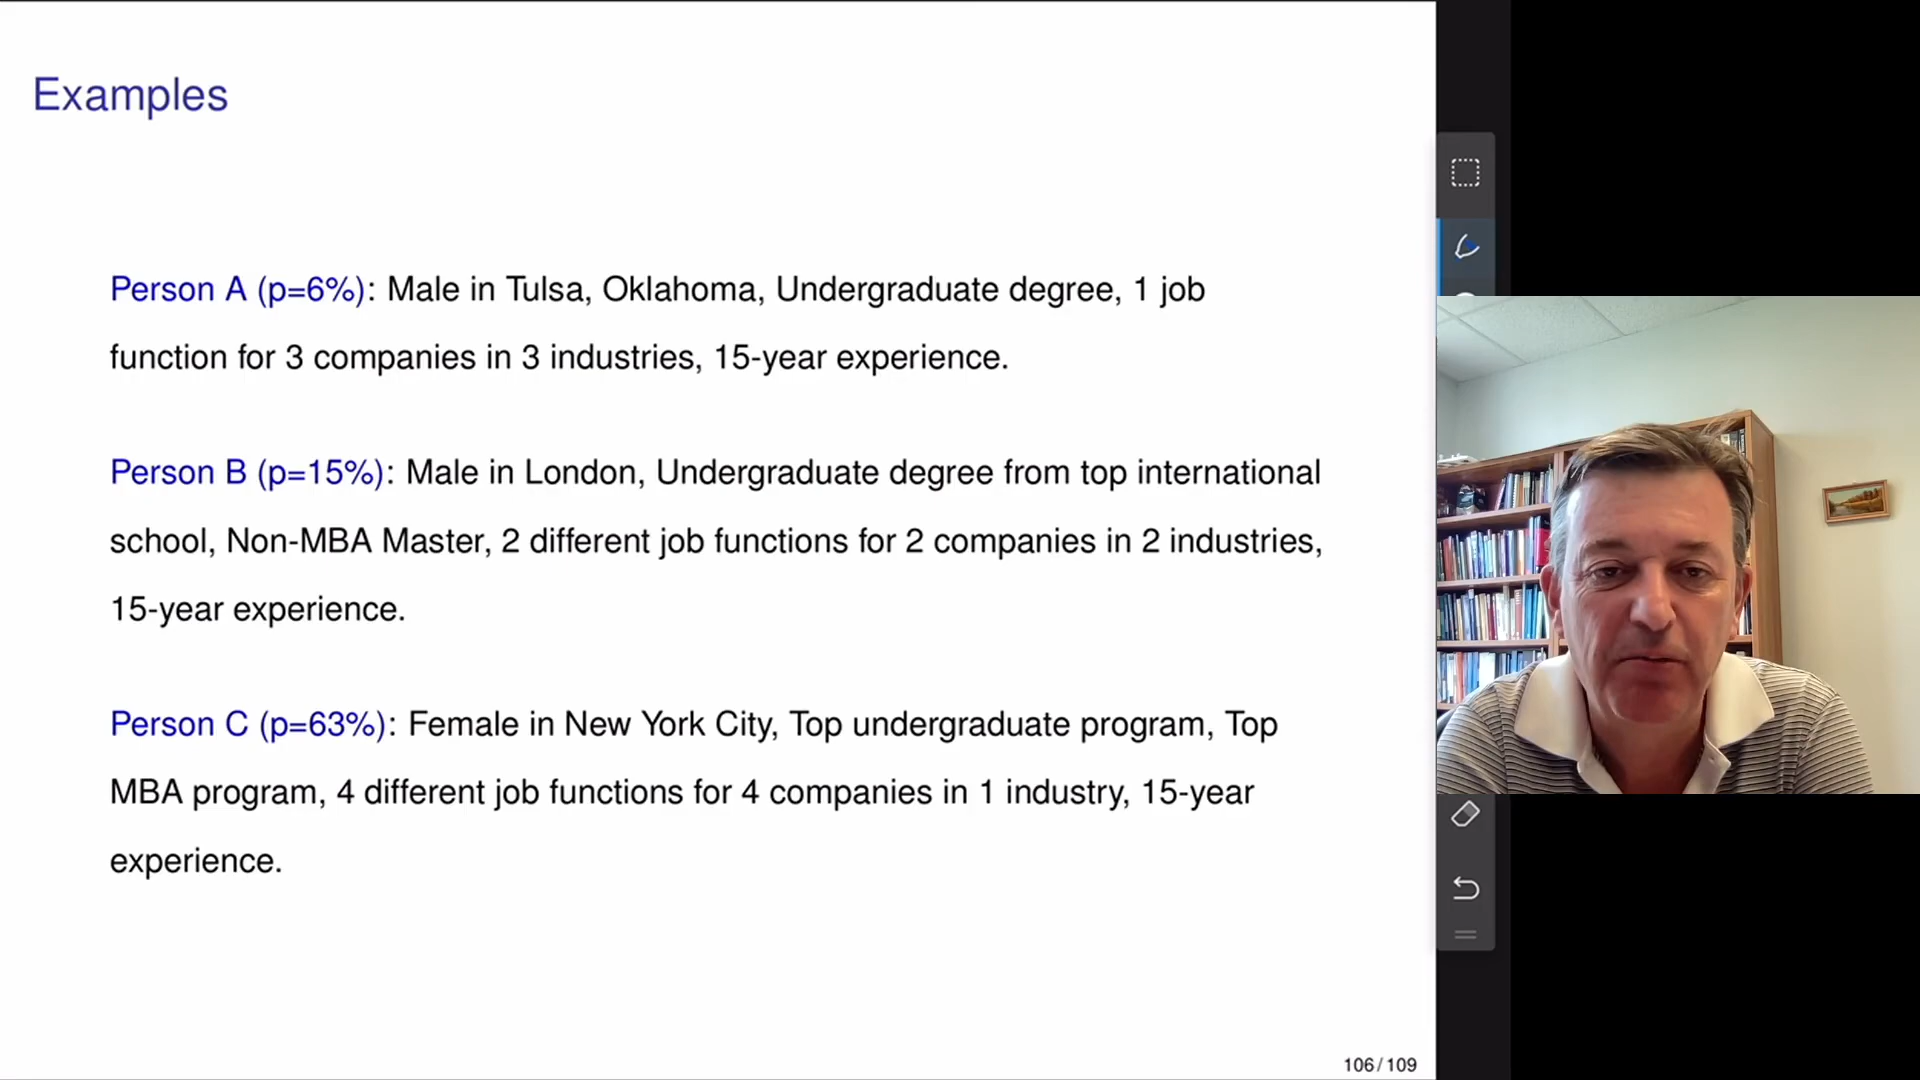 Examples
Person A (p=6%): Male in Tulsa, Oklahoma, Undergraduate degree, 1 job
function for 3 companies in 3 industries, 15-year experience.
Person B (p=15%): Male in London, Undergraduate degree from top international
school, Non-MBA Master, 2 different job functions for 2 companies in 2 industries,
15-year experience.
Person C (p=63%): Female in New York City, Top undergraduate program, Top
MBA program, 4 different job functions for 4 companies in 1 industry, 15-year
experience.
106/109